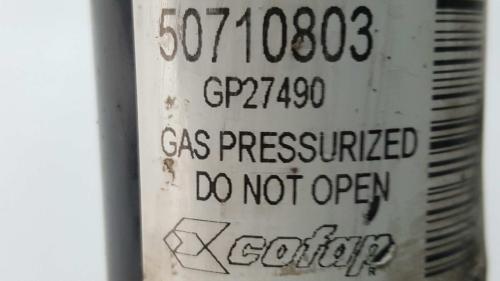 50710803
GP27490
GAS PRESSURIZED
DO NOT OPEN
cofap
R